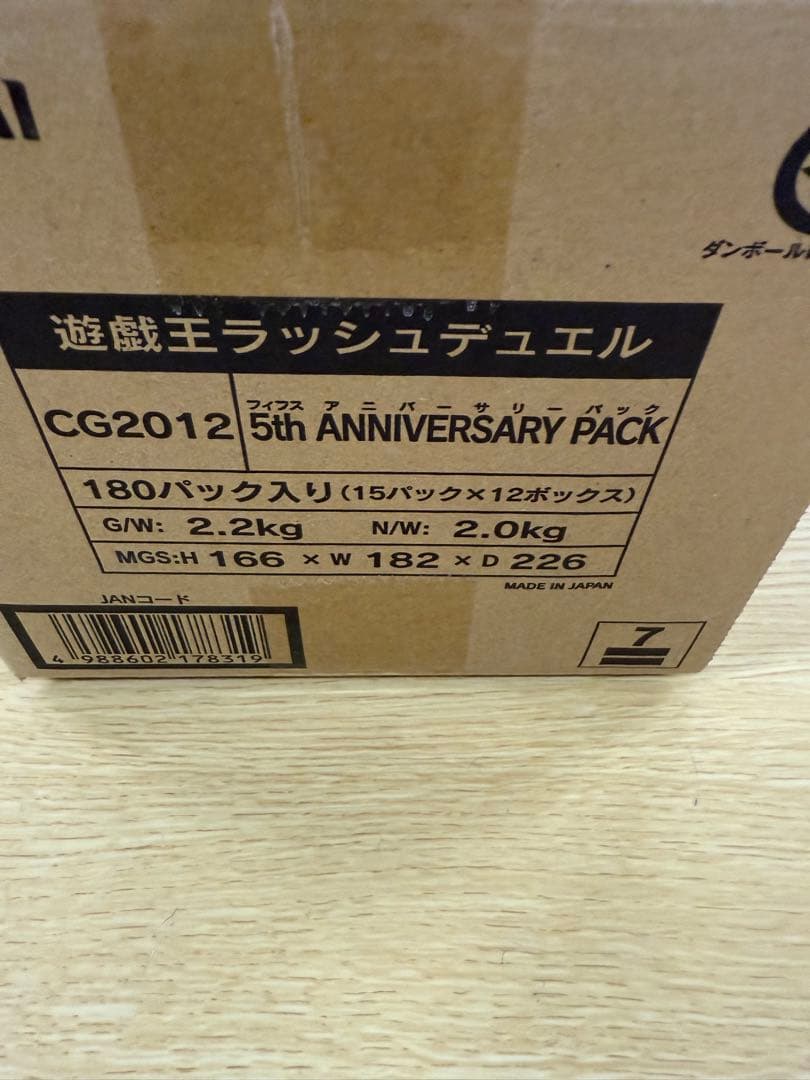 ダンボール
遊戯王ラッシュデュエル
CG2012
フィフス アニバーサリーパック
5th ANNIVERSARY PACK
180パック入り(15パック×12ボックス)
G/W: 2.2kg N/W: 2.0kg
MGS:H 166 × W 182 × D 226
MADE IN JAPAN
JANコード
4 988602 178319
7